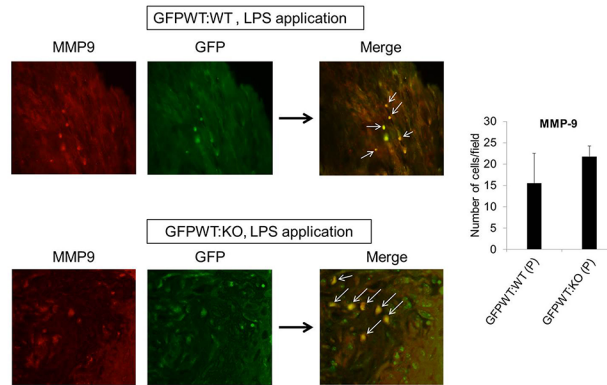 GFPWT:WT , LPS application
MMP9 GFP Merge
MMP-9
Number of cells/field
30
25
20
15
10
5
0
GFPWT:WT (P)
GFPWT:KO (P)
GFPWT:KO, LPS application
MMP9 GFP Merge